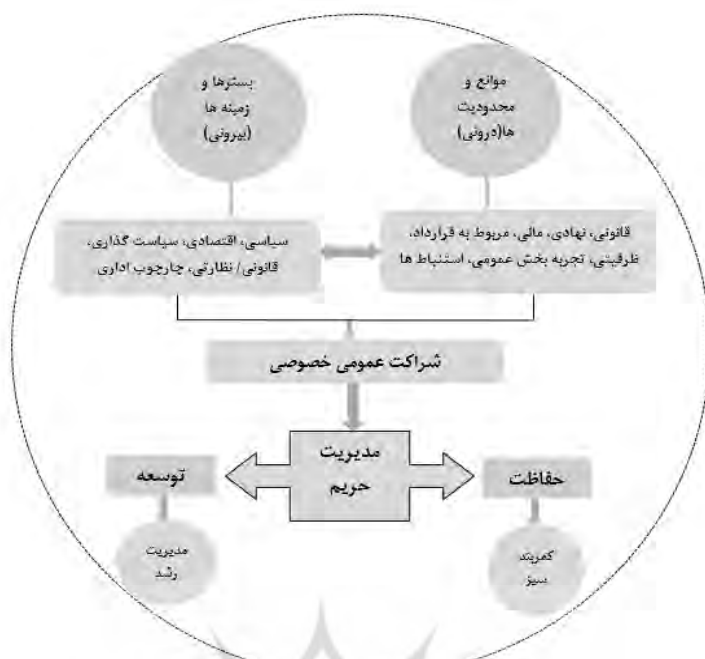 موانع و
محدودیت
ها(درونی)
بسترها و
زمینه ها
(بیرونی)
قانونی، نهادی، مالی، مربوط به قرارداد،
ظرفیتی، تجربه بخش عمومی، استنباط ها
سیاسی، اقتصادی، سیاست گذاری،
قانونی/ نظارتی، چارچوب اداری
شراکت عمومی خصوصی
مدیریت
حریم
حفاظت
توسعه
کمربند
سبز
مدیریت
رشد